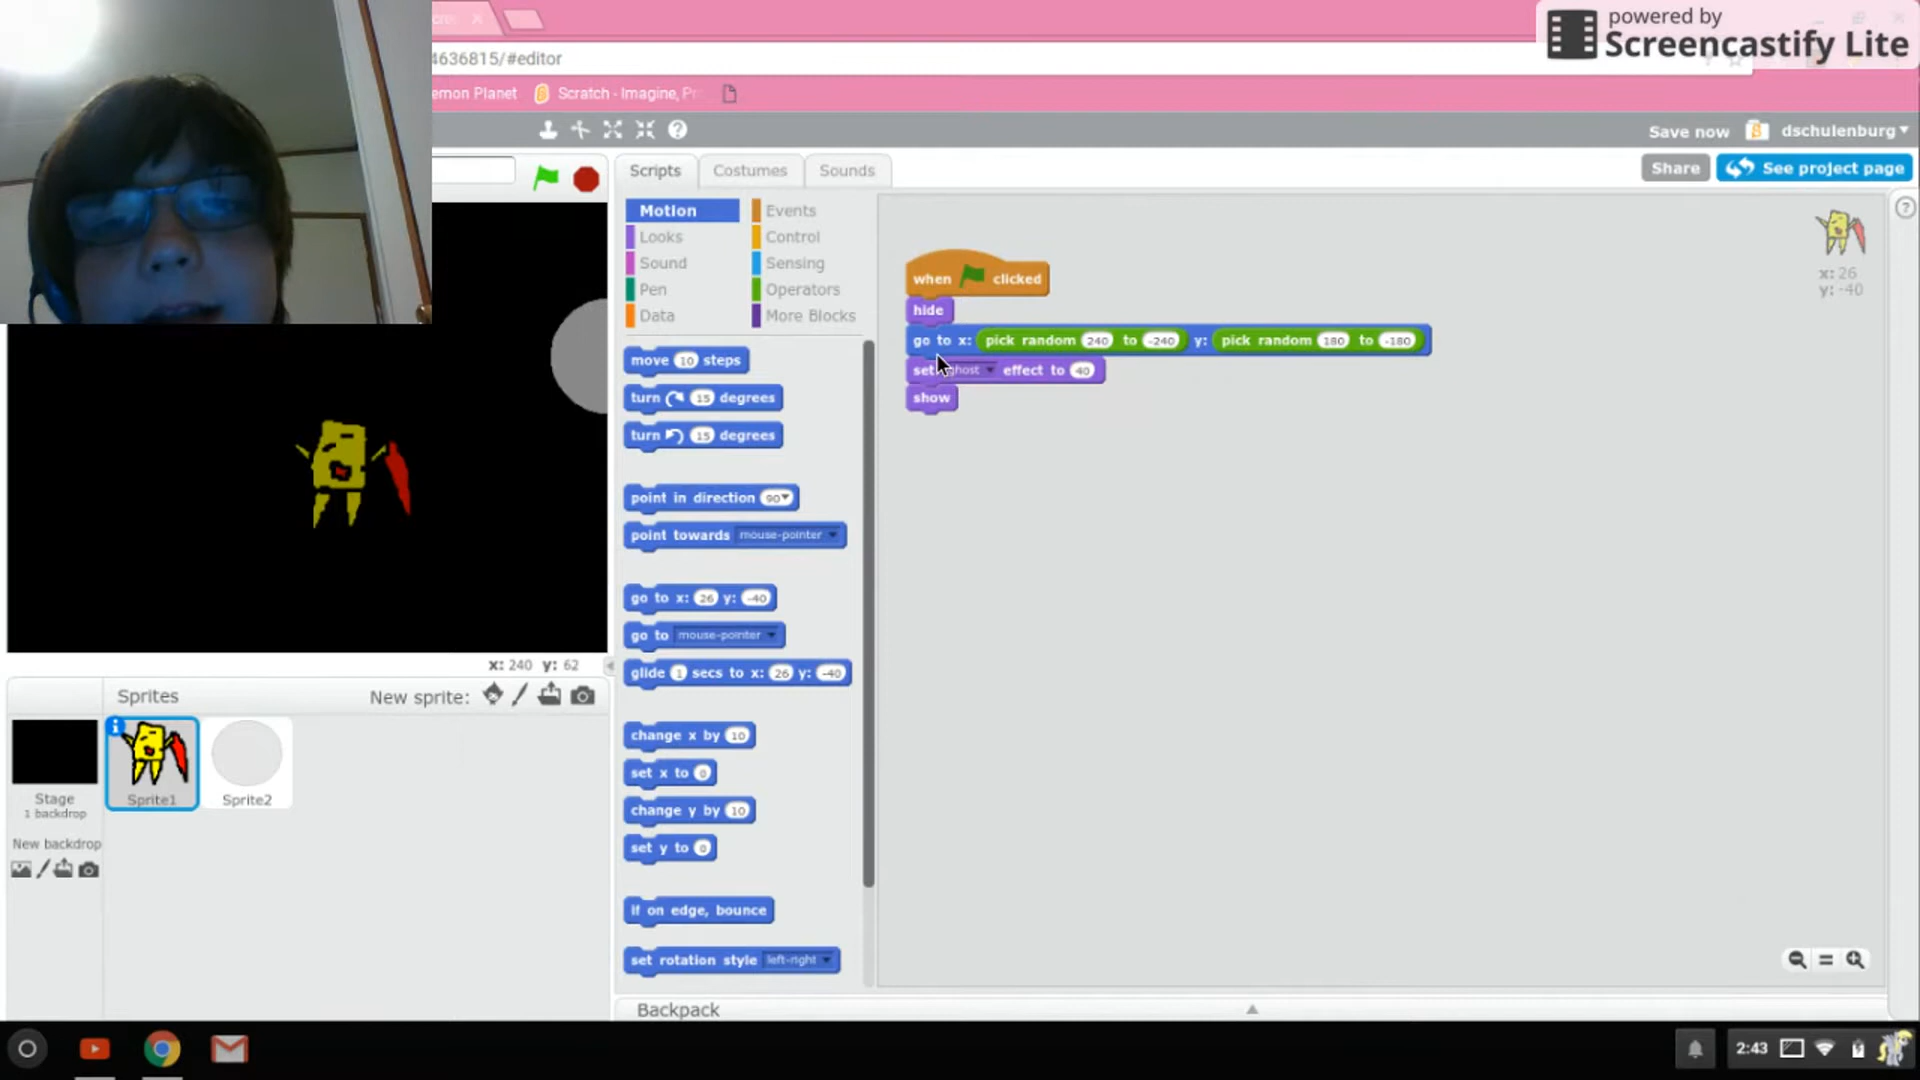 powered by
Screencastify Lite
4636815/#editor
emon Planet
Scratch - Imagine, Pr
Save now
dschulenburg
Scripts
Costumes
Sounds
Share
See project page
Motion
Events
Looks
Control
Sound
Sensing
Pen
Operators
Data
More Blocks
x: 26
y: -40
when clicked
hide
go to x: pick random 240 to -240 y: pick random 180 to -180
set ghost effect to 40
show
move 10 steps
turn 15 degrees
turn 15 degrees
point in direction 90
point towards mouse-pointer
go to x: 26 y: -40
go to mouse-pointer
glide 1 secs to x: 26 y: -40
change x by 10
set x to 0
change y by 10
set y to 0
if on edge, bounce
set rotation style left-right
x: 240 y: 62
Sprites
New sprite:
Stage
1 backdrop
Sprite1
Sprite2
New backdrop
Backpack
2:43